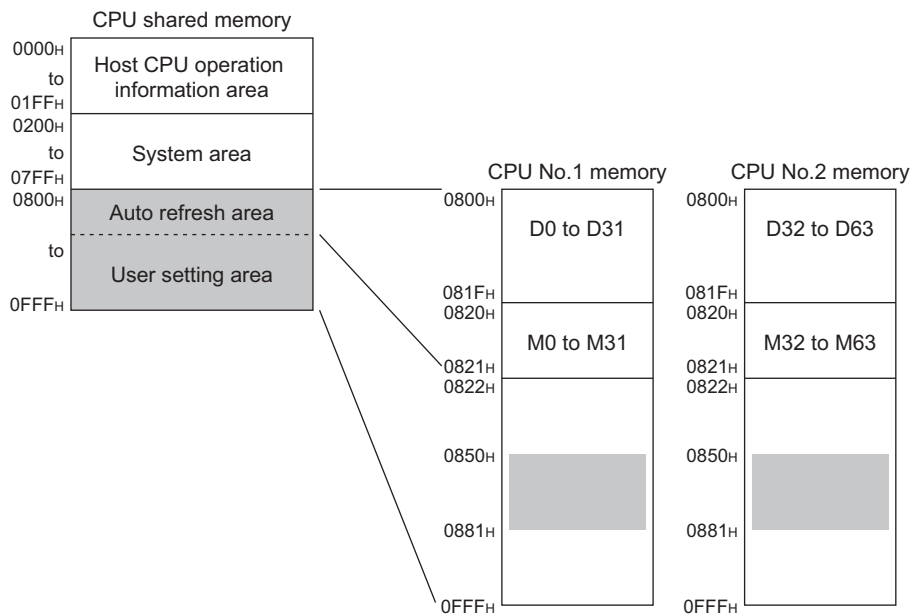 CPU shared memory
0000H
to
01FFH
Host CPU operation
information area
0200H
to
07FFH
System area
0800H
to
0FFFH
Auto refresh area
User setting area
CPU No.1 memory
0800H
D0 to D31
081FH
0820H
M0 to M31
0821H
0822H
0850H
0881H
0FFFH
CPU No.2 memory
0800H
D32 to D63
081FH
0820H
M32 to M63
0821H
0822H
0850H
0881H
0FFFH